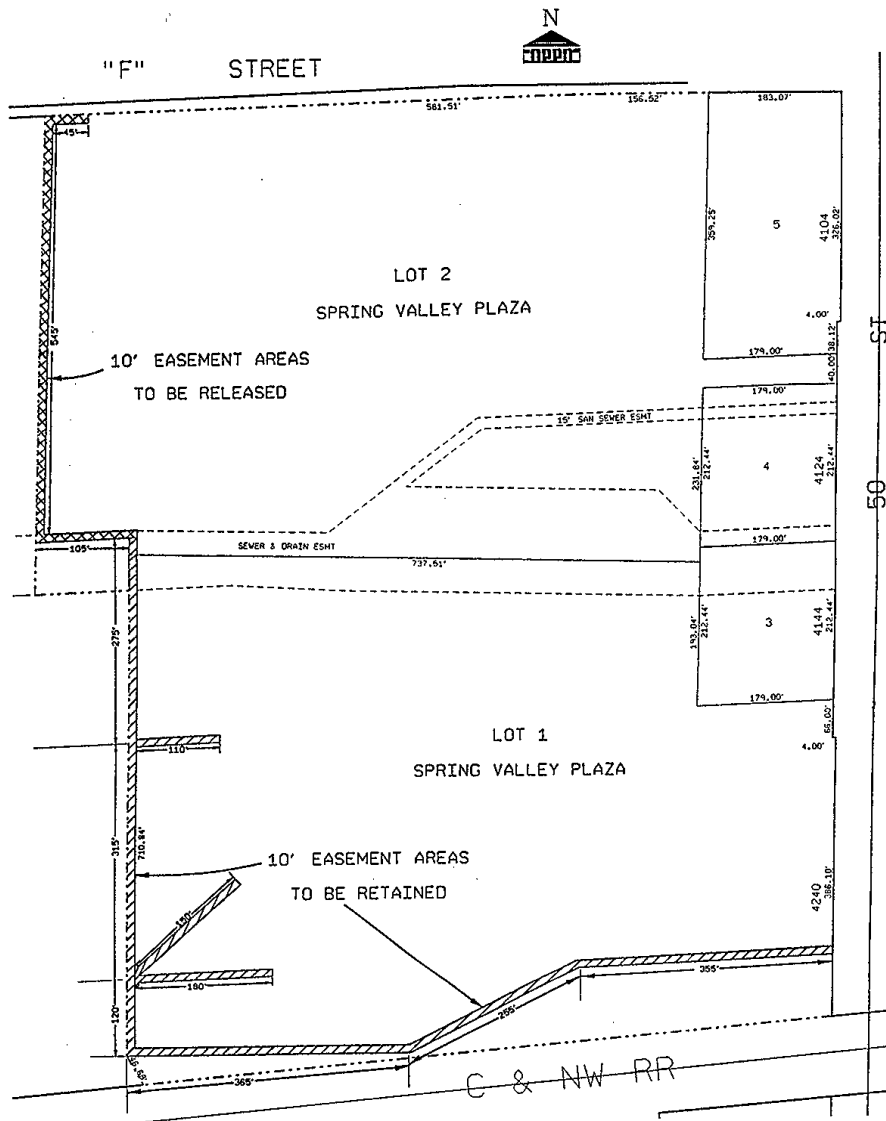 N
OPPD
"F" STREET
581.51' 156.52' 183.07'
45'
359.25'
5
4104
326.02'
LOT 2
SPRING VALLEY PLAZA
4.00'
545'
10' EASEMENT AREAS
TO BE RELEASED
179.00'
38.12'
40.00'
179.00'
15' SAN SEWER ESMT
231.84'
212.44'
4
4124
212.44'
50 ST
SEWER & DRAIN ESMT
105'
179.00'
737.51'
275'
193.04'
212.44'
3
4144
212.44'
179.00'
66.00'
LOT 1
SPRING VALLEY PLAZA
4.00'
110'
315'
710.84'
10' EASEMENT AREAS
TO BE RETAINED
4240
386.10'
150'
180'
355'
120'
255'
365'
C & NW RR